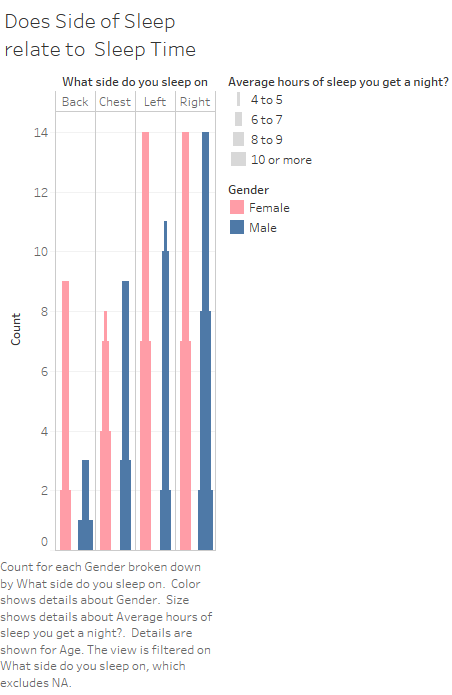 Does Side of Sleep
relate to Sleep Time
What side do you sleep on
Back Chest Left Right
14
12
10
8
6
4
2
0
Count
Average hours of sleep you get a night?
4 to 5
6 to 7
8 to 9
10 or more
Gender
Female
Male
Count for each Gender broken down
by What side do you sleep on. Color
shows details about Gender. Size
shows details about Average hours of
sleep you get a night?. Details are
shown for Age. The view is filtered on
What side do you sleep on, which
excludes NA.